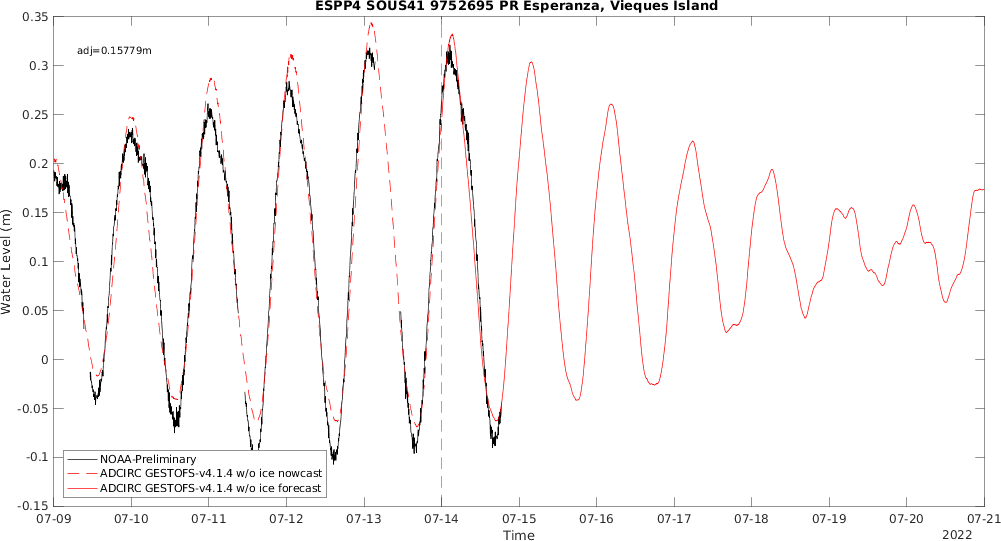 ESPP4 SOUS41 9752695 PR Esperanza, Vieques Island
adj=0.15779m
0.35
0.3
0.25
0.2
0.15
0.1
0.05
0
-0.05
-0.1
-0.15
Water Level (m)
NOAA-Preliminary
ADCIRC GESTOFS-v4.1.4 w/o ice nowcast
ADCIRC GESTOFS-v4.1.4 w/o ice forecast
07-09 07-10 07-11 07-12 07-13 07-14 07-15 07-16 07-17 07-18 07-19 07-20 07-21
Time
2022